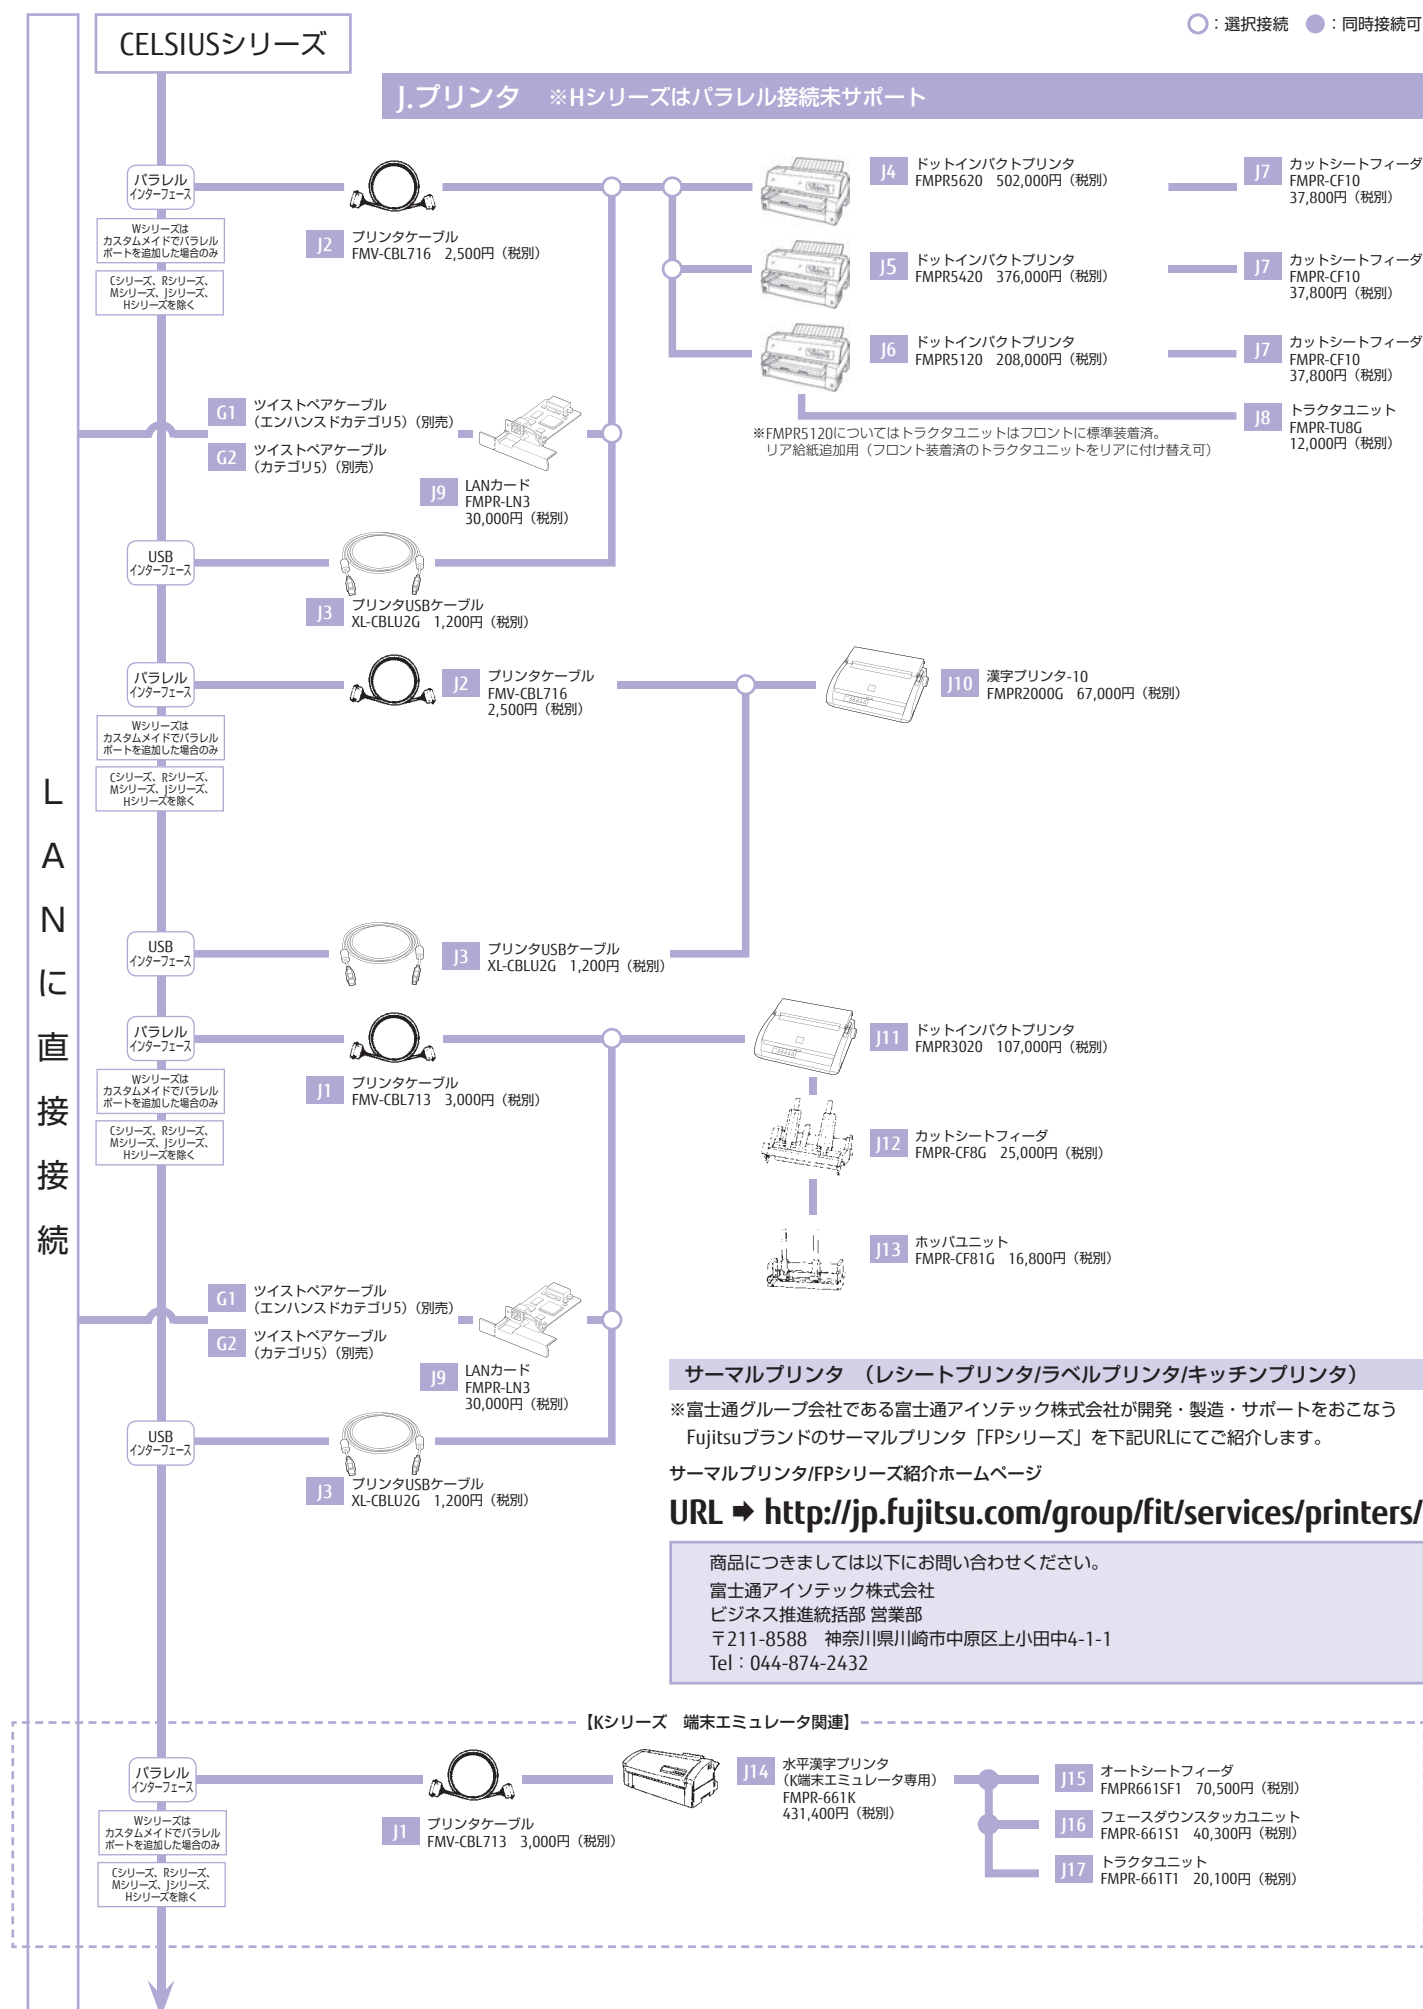 ○：選択接続　●：同時接続可
CELSIUSシリーズ
J.プリンタ　※Hシリーズはパラレル接続未サポート
パラレル
インターフェース
Wシリーズは
カスタムメイドでパラレル
ポートを追加した場合のみ
Cシリーズ、Rシリーズ、
Mシリーズ、Jシリーズ、
Hシリーズを除く
J2
プリンタケーブル
FMV-CBL716　2,500円（税別）
J4
ドットインパクトプリンタ
FMPR5620　502,000円（税別）
J7
カットシートフィーダ
FMPR-CF10
37,800円（税別）
J5
ドットインパクトプリンタ
FMPR5420　376,000円（税別）
J7
カットシートフィーダ
FMPR-CF10
37,800円（税別）
J6
ドットインパクトプリンタ
FMPR5120　208,000円（税別）
J7
カットシートフィーダ
FMPR-CF10
37,800円（税別）
J8
トラクタユニット
FMPR-TU8G
12,000円（税別）
※FMPR5120についてはトラクタユニットはフロントに標準装着済。
リア給紙追加用（フロント装着済のトラクタユニットをリアに付け替え可）
G1
ツイストペアケーブル
（エンハンスドカテゴリ5）（別売）
G2
ツイストペアケーブル
（カテゴリ5）（別売）
J9
LANカード
FMPR-LN3
30,000円（税別）
USB
インターフェース
J3
プリンタUSBケーブル
XL-CBLU2G　1,200円（税別）
パラレル
インターフェース
Wシリーズは
カスタムメイドでパラレル
ポートを追加した場合のみ
Cシリーズ、Rシリーズ、
Mシリーズ、Jシリーズ、
Hシリーズを除く
J2
プリンタケーブル
FMV-CBL716
2,500円（税別）
J10
漢字プリンタ-10
FMPR2000G　67,000円（税別）
LANに直接接続
USB
インターフェース
J3
プリンタUSBケーブル
XL-CBLU2G　1,200円（税別）
パラレル
インターフェース
Wシリーズは
カスタムメイドでパラレル
ポートを追加した場合のみ
Cシリーズ、Rシリーズ、
Mシリーズ、Jシリーズ、
Hシリーズを除く
J1
プリンタケーブル
FMV-CBL713　3,000円（税別）
J11
ドットインパクトプリンタ
FMPR3020　107,000円（税別）
J12
カットシートフィーダ
FMPR-CF8G　25,000円（税別）
J13
ホッパユニット
FMPR-CF81G　16,800円（税別）
G1
ツイストペアケーブル
（エンハンスドカテゴリ5）（別売）
G2
ツイストペアケーブル
（カテゴリ5）（別売）
J9
LANカード
FMPR-LN3
30,000円（税別）
USB
インターフェース
J3
プリンタUSBケーブル
XL-CBLU2G　1,200円（税別）
サーマルプリンタ　（レシートプリンタ/ラベルプリンタ/キッチンプリンタ）
※富士通グループ会社である富士通アイソテック株式会社が開発・製造・サポートをおこなう
Fujitsuブランドのサーマルプリンタ「FPシリーズ」を下記URLにてご紹介します。
サーマルプリンタ/FPシリーズ紹介ホームページ
URL ➡ http://jp.fujitsu.com/group/fit/services/printers/
商品につきましては以下にお問い合わせください。
富士通アイソテック株式会社
ビジネス推進統括部 営業部
〒211-8588　神奈川県川崎市中原区上小田中4-1-1
Tel：044-874-2432
【Kシリーズ　端末エミュレータ関連】
パラレル
インターフェース
Wシリーズは
カスタムメイドでパラレル
ポートを追加した場合のみ
Cシリーズ、Rシリーズ、
Mシリーズ、Jシリーズ、
Hシリーズを除く
J1
プリンタケーブル
FMV-CBL713　3,000円（税別）
J14
水平漢字プリンタ
（K端末エミュレータ専用）
FMPR-661K
431,400円（税別）
J15
オートシートフィーダ
FMPR661SF1　70,500円（税別）
J16
フェースダウンスタッカユニット
FMPR-661S1　40,300円（税別）
J17
トラクタユニット
FMPR-661T1　20,100円（税別）